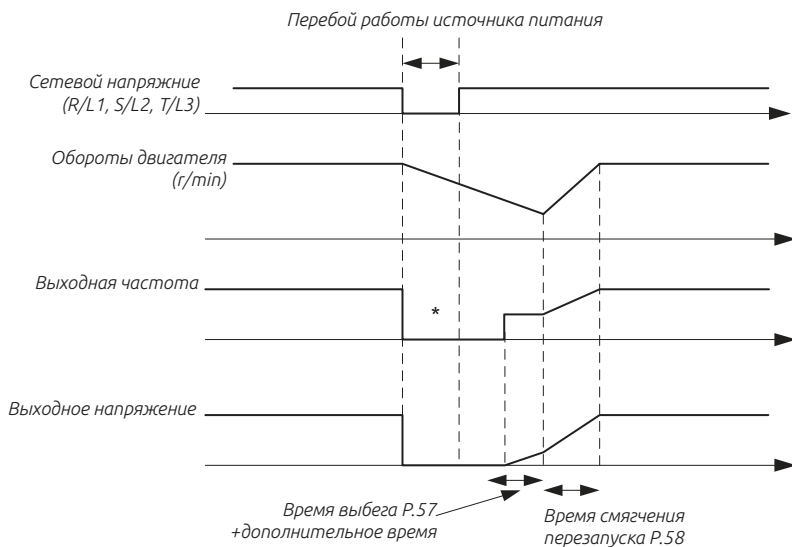 Перебой работы источника питания
Сетевой напряжние
(R/L1, S/L2, T/L3)
Обороты двигателя
(r/min)
Выходная частота
*
Выходное напряжение
Время выбега P.57
+дополнительное время
Время смягчения
перезапуска P.58